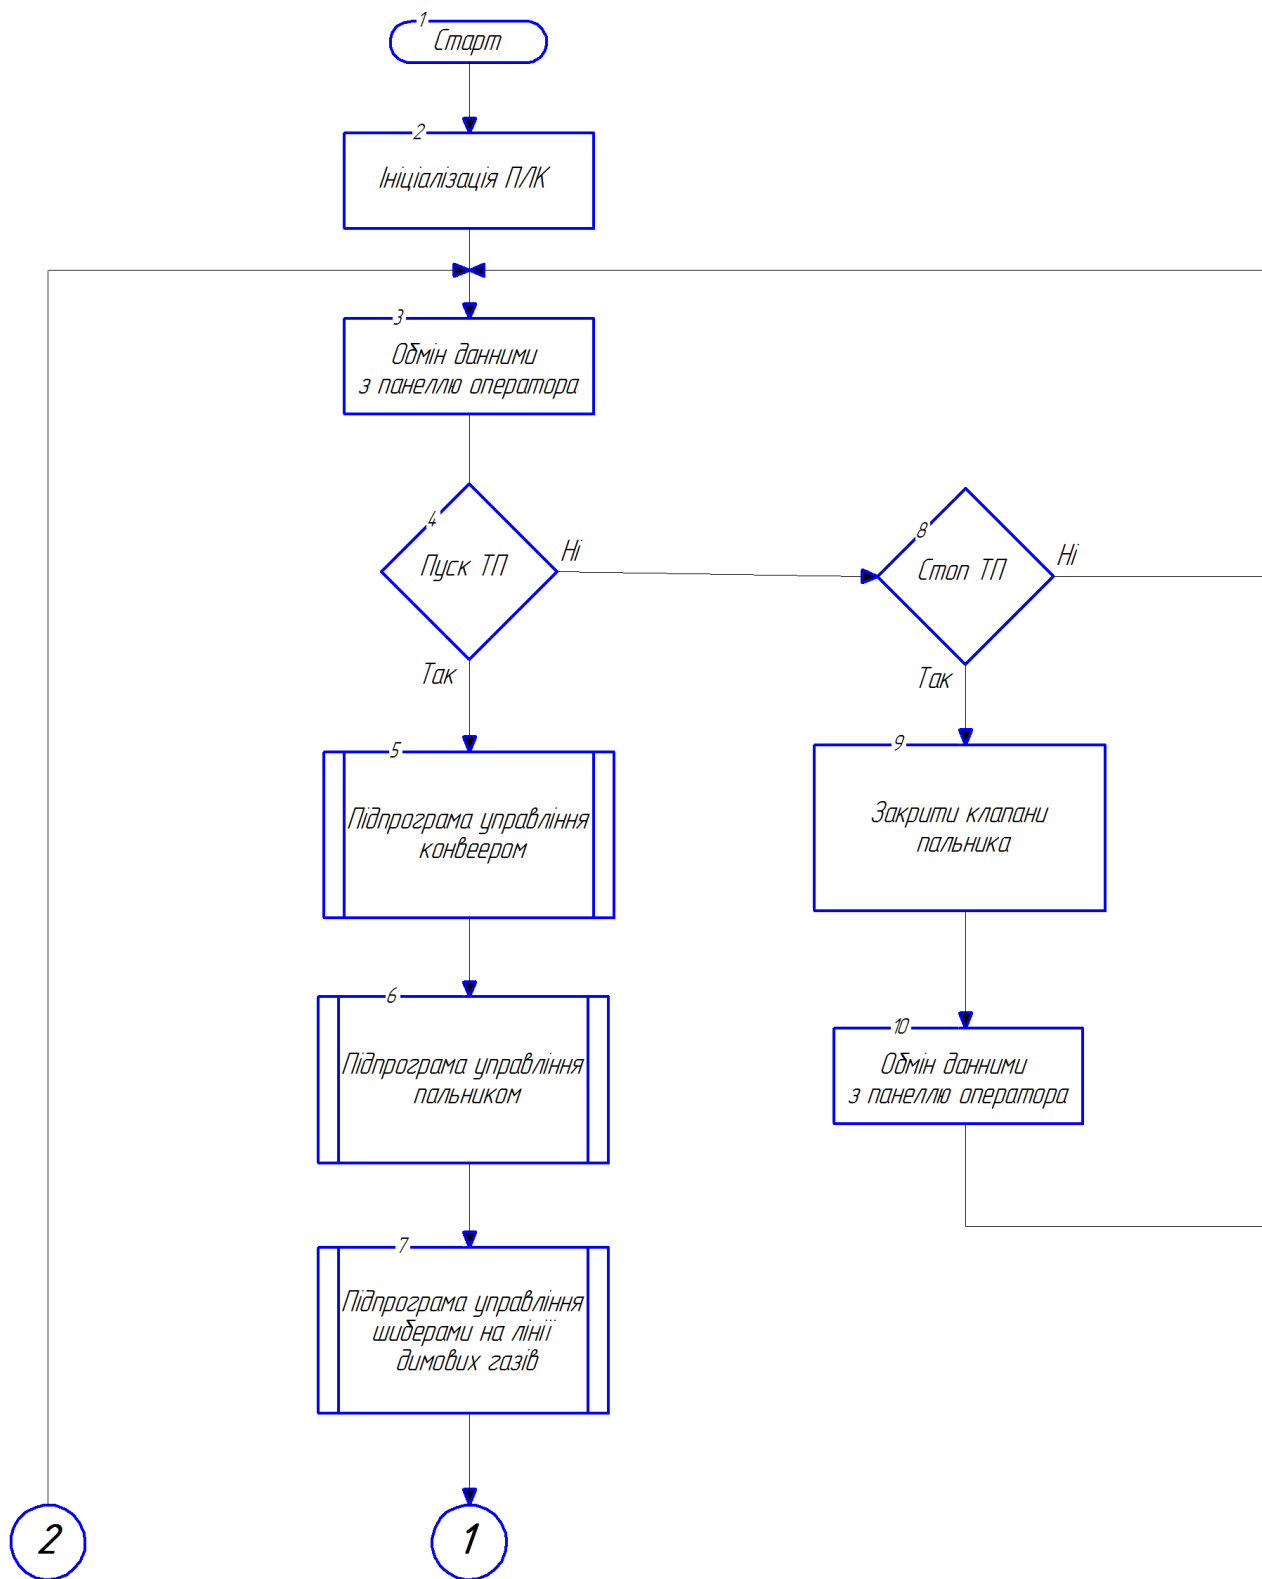 1
Старт
2
Ініціалізація ПЛК
3
Обмін данними
з панеллю оператора
4
Пуск ТП
Ні
Так
8
Стоп ТП
Ні
Так
5
Підпрограма управління
конвеером
9
Закрити клапани
пальника
6
Підпрограма управління
пальником
10
Обмін данними
з панеллю оператора
7
Підпрограма управління
шиберами на лінії
димових газів
2
1